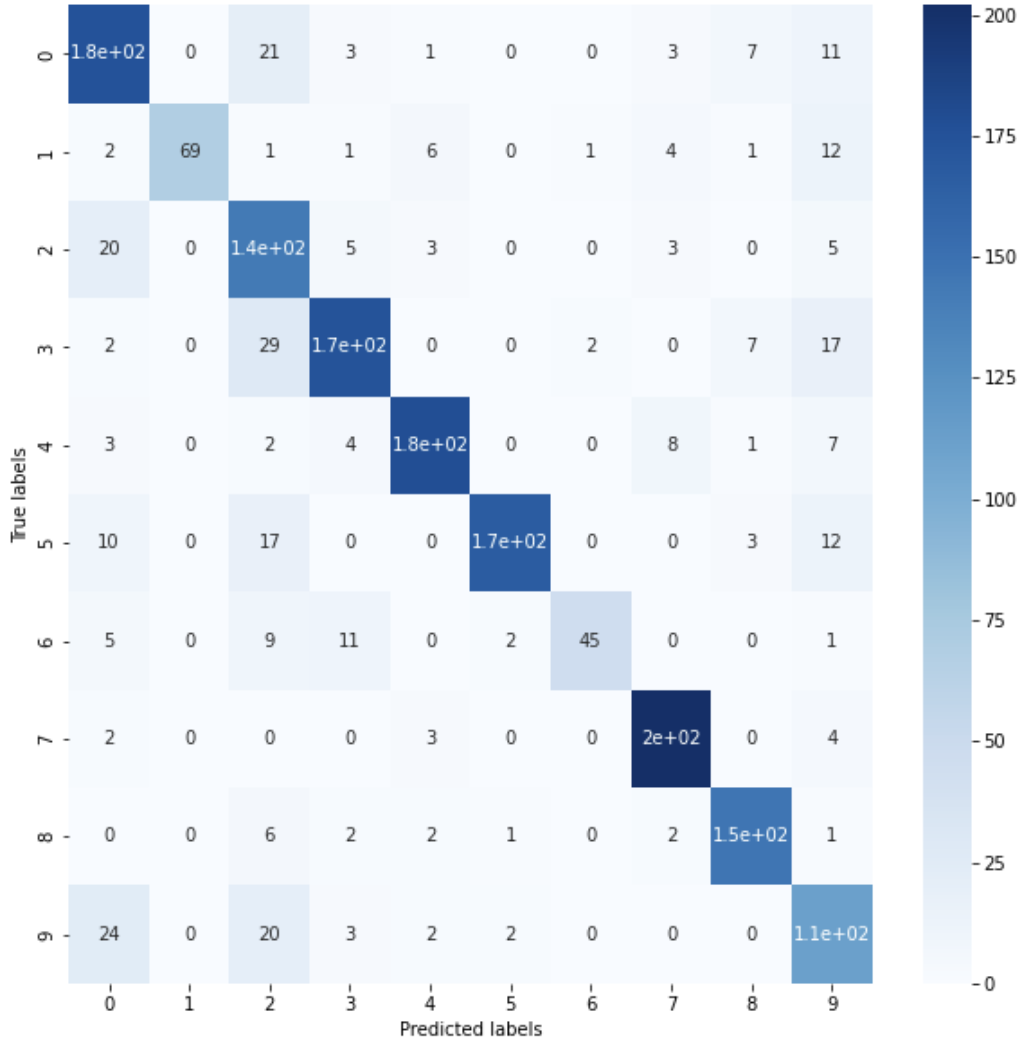 0 1.8e+02 0 21 3 1 0 0 3 7 11
1 2 69 1 1 6 0 1 4 1 12
2 20 0 1.4e+02 5 3 0 0 3 0 5
3 2 0 29 1.7e+02 0 0 2 0 7 17
4 3 0 2 4 1.8e+02 0 0 8 1 7
5 10 0 17 0 0 1.7e+02 0 0 3 12
6 5 0 9 11 0 2 45 0 0 1
7 2 0 0 0 3 0 0 2e+02 0 4
8 0 0 6 2 2 1 0 2 1.5e+02 1
9 24 0 20 3 2 2 0 0 0 1.1e+02
0 1 2 3 4 5 6 7 8 9
Predicted labels
True labels
200
175
150
125
100
75
50
25
0